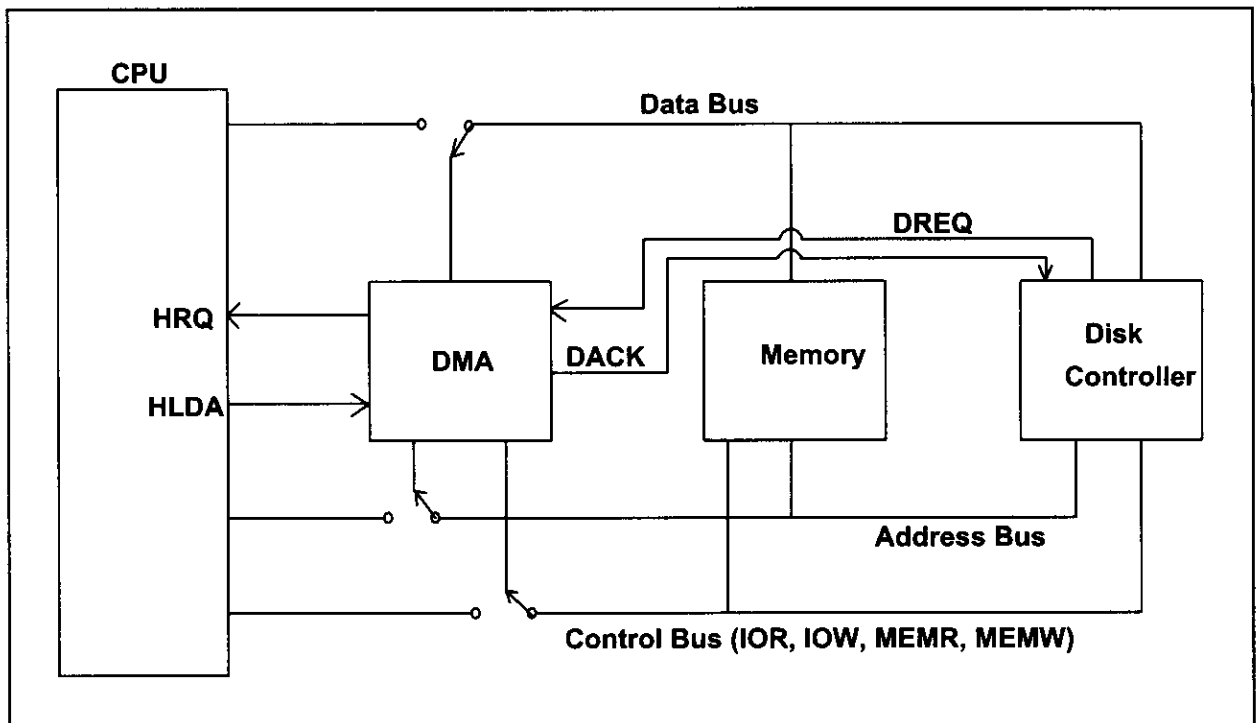 CPU
Data Bus
DREQ
HRQ
DMA
DACK
Memory
Disk
Controller
HLDA
Address Bus
Control Bus (IOR, IOW, MEMR, MEMW)